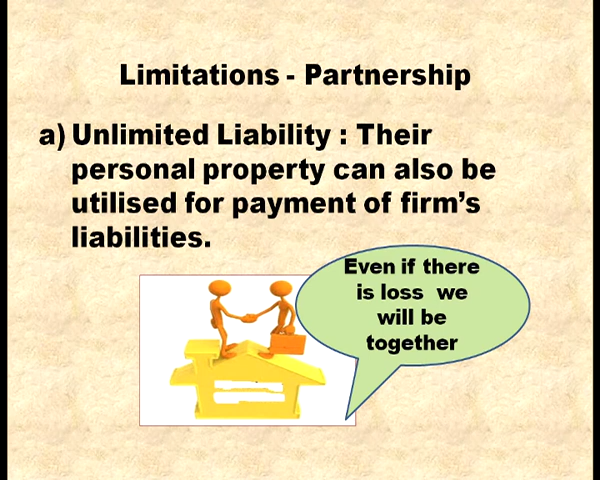 Limitations - Partnership
a) Unlimited Liability : Their
personal property can also be
utilised for payment of firm’s
liabilities.
Even if there
is loss we
will be
together